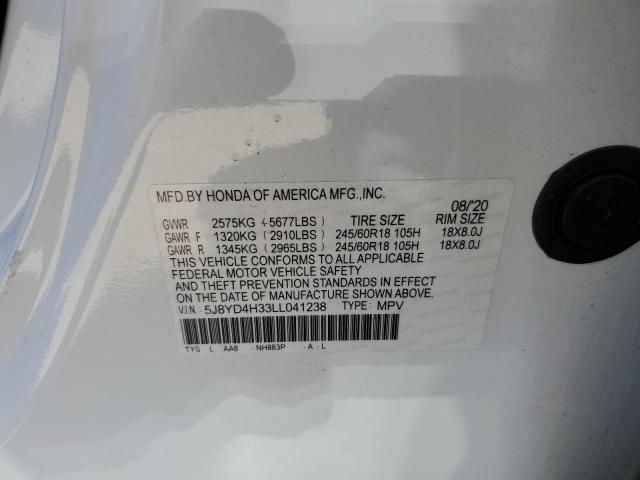 MFD.BY HONDA OF AMERICA MFG.,INC.
08/'20
GVWR 2575KG (5677LBS) TIRE SIZE RIM SIZE
GAWR F 1320KG (2910LBS) 245/60R18 105H 18X8.0J
GAWR R 1345KG (2965LBS) 245/60R18 105H 18X8.0J
THIS VEHICLE CONFORMS TO ALL APPLICABLE
FEDERAL MOTOR VEHICLE SAFETY
AND THEFT PREVENTION STANDARDS IN EFFECT
ON THE DATE OF MANUFACTURE SHOWN ABOVE.
V.I.N.: 5J8YD4H33LL041238 TYPE: MPV
TYS L AA8 -NH883P -A -L